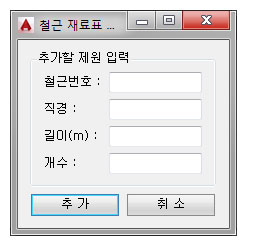 철근 재료표 ...
추가할 제원 입력
철근번호 :
직경 :
길이(m) :
개수 :
추 가
취 소